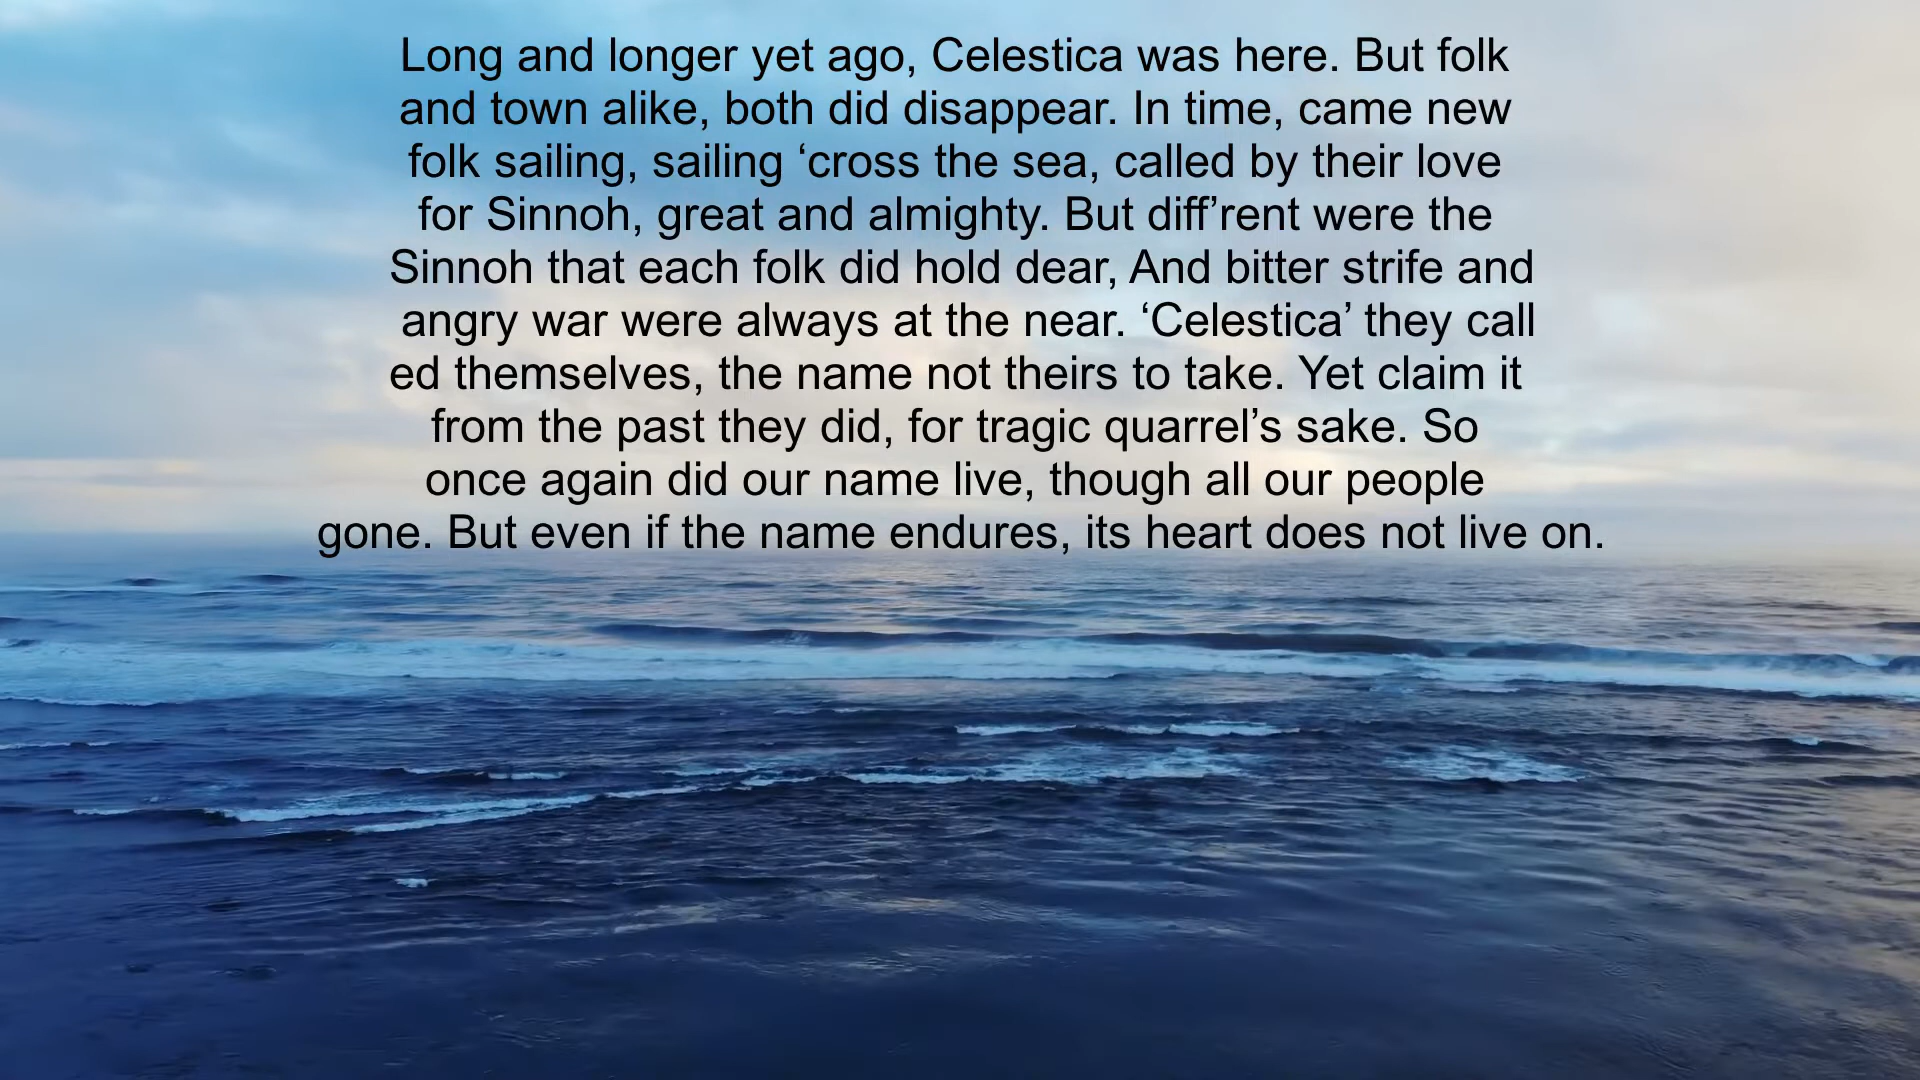 Long and longer yet ago, Celestica was here. But folk
and town alike, both did disappear. In time, came new
folk sailing, sailing ‘cross the sea, called by their love
for Sinnoh, great and almighty. But diff’rent were the
Sinnoh that each folk did hold dear, And bitter strife and
angry war were always at the near. ‘Celestica’ they call
ed themselves, the name not theirs to take. Yet claim it
from the past they did, for tragic quarrel’s sake. So
once again did our name live, though all our people
gone. But even if the name endures, its heart does not live on.